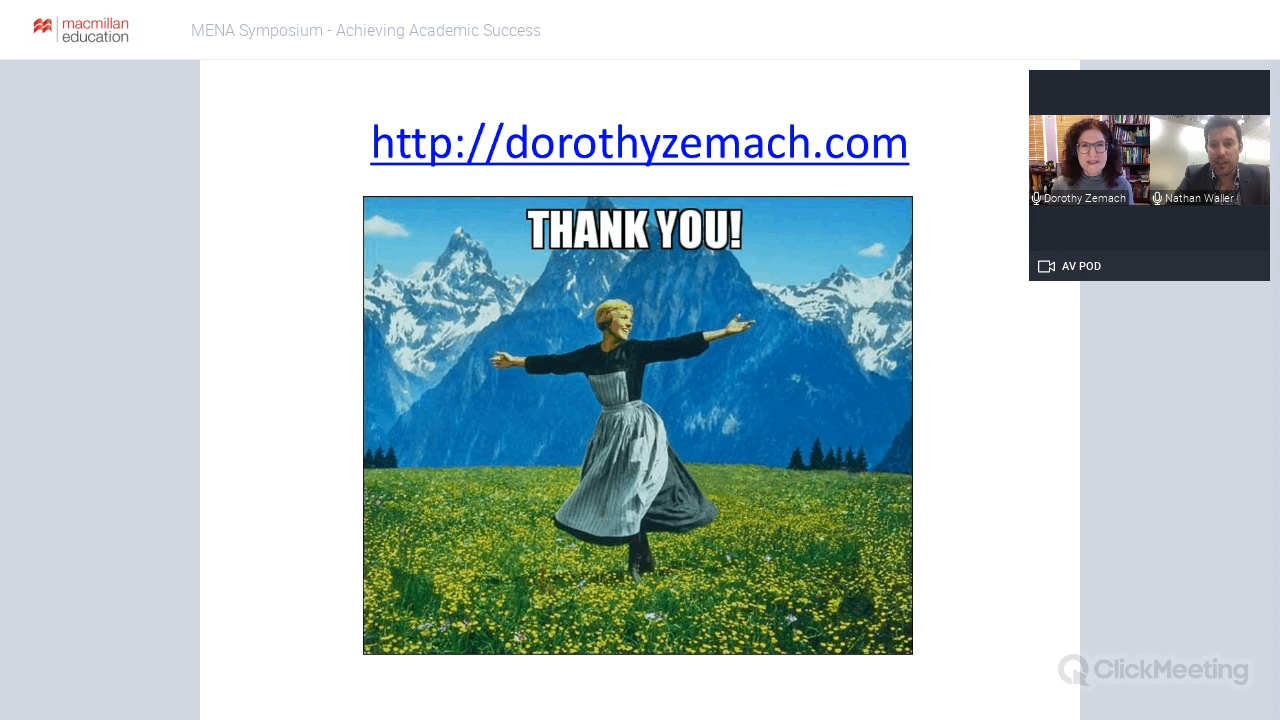 macmillan
education
MENA Symposium - Achieving Academic Success
http://dorothyzemach.com
THANK YOU!
Dorothy Zemach
Nathan Waller (
AV POD
ClickMeeting